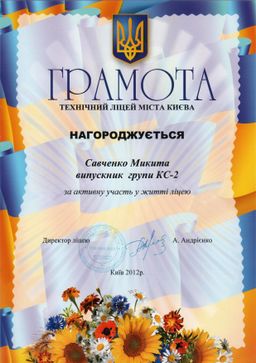 ГРАМОТА
ТЕХНІЧНИЙ ЛІЦЕЙ МІСТА КИЄВА
НАГОРОДЖУЄТЬСЯ
Савченко Микита
випускник групи КС-2
за активну участь у житті ліцею
Директор ліцею А. Андрієнко
Київ 2012р.